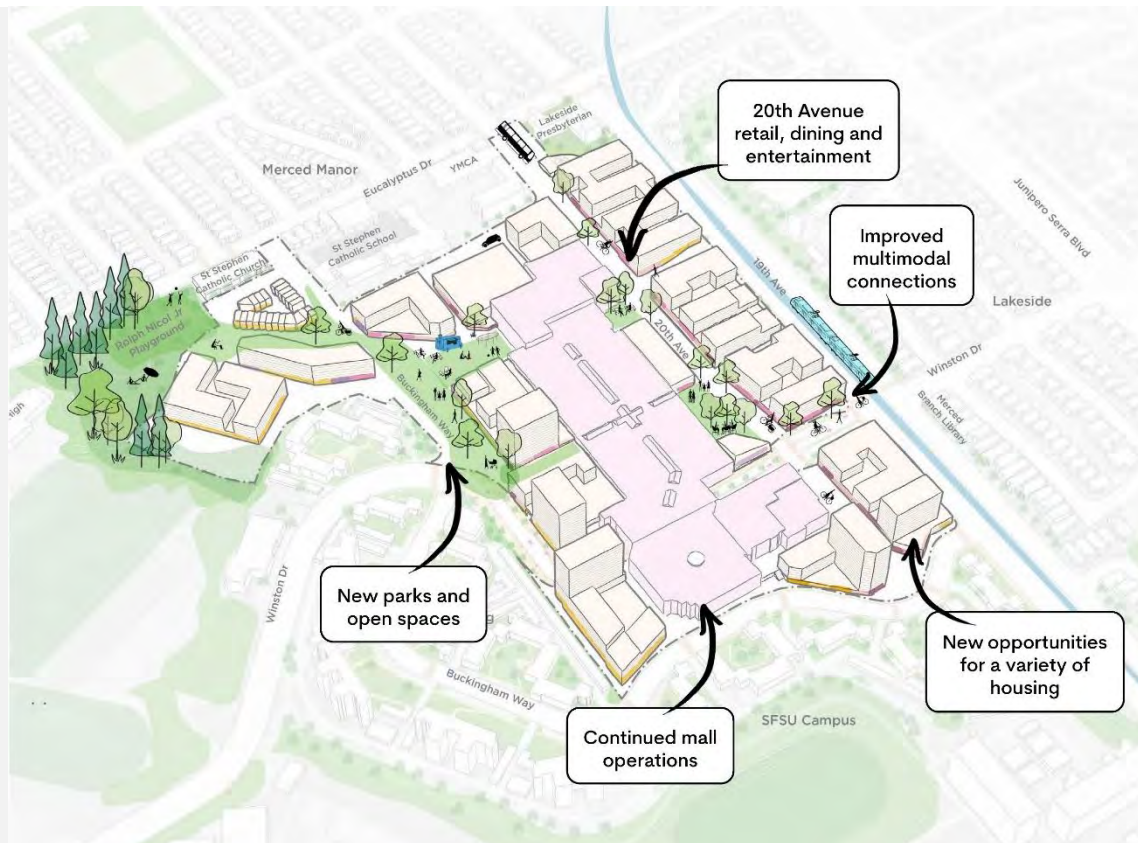 20th Avenue
retail, dining and
entertainment
Lakeside
Presbyterian
Merced Manor
Eucalyptus Dr
YMCA
Junipero Serra Blvd
Improved
multimodal
connections
St Stephen
Catholic School
St Stephen
Catholic Church
19th Ave
Lakeside
Rolph Nicol Jr
Playground
20th Ave
Winston Dr
Merced
Branch Library
Buckingham Way
Winston Dr
New parks and
open spaces
New opportunities
for a variety of
housing
Buckingham Way
SFSU Campus
Continued mall
operations